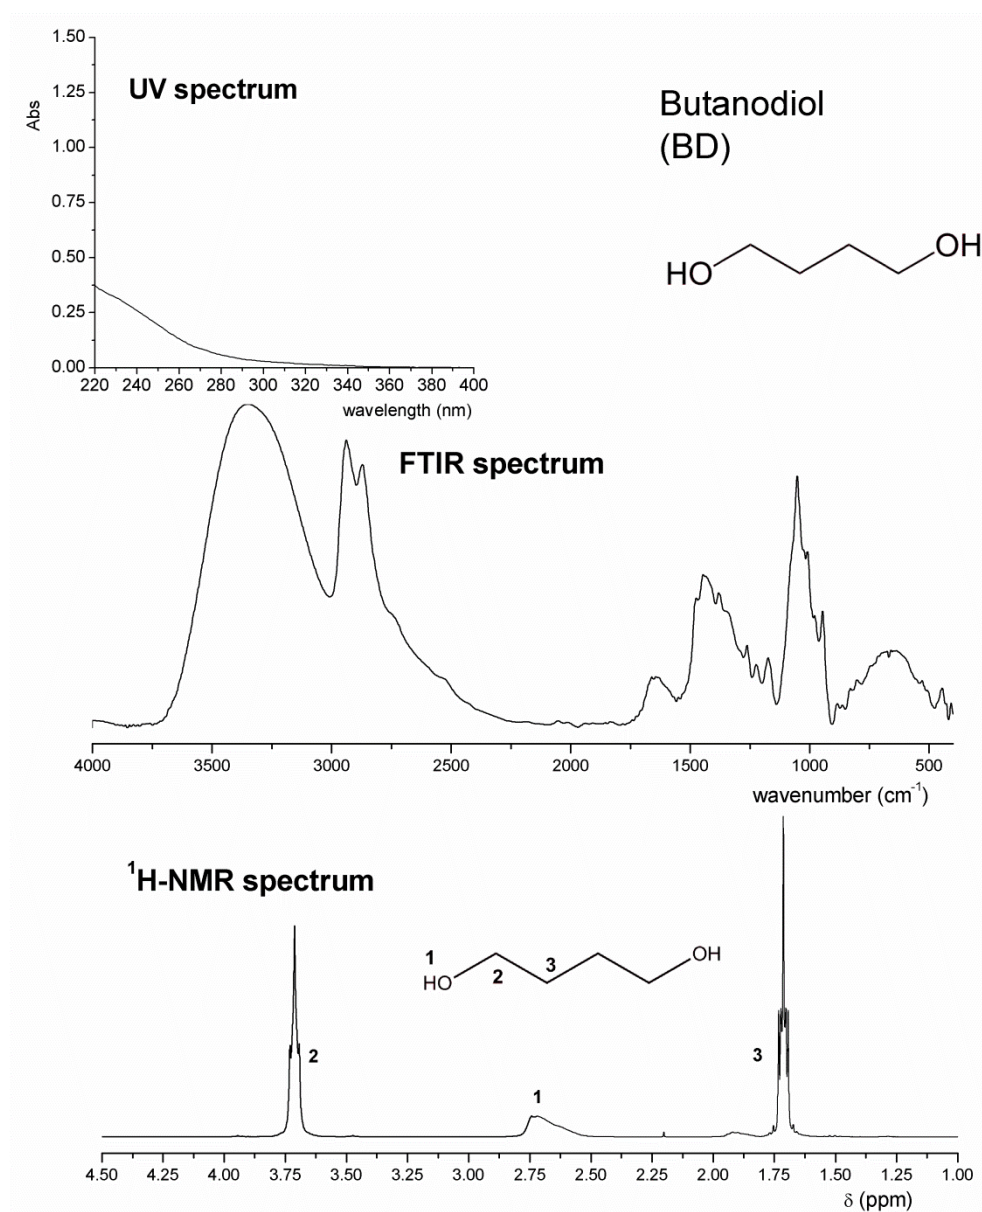 1.50
UV spectrum
1.25
Abs
1.00
0.75
0.50
0.25
0.00
220 240 260 280 300 320 340 360 380 400
wavelength (nm)
Butanodiol
(BD)
HO
OH
FTIR spectrum
4000 3500 3000 2500 2000 1500 1000 500
wavenumber (cm⁻¹)
¹H-NMR spectrum
1
HO
2
3
OH
2
1
3
4.50 4.25 4.00 3.75 3.50 3.25 3.00 2.75 2.50 2.25 2.00 1.75 1.50 1.25 1.00
δ (ppm)